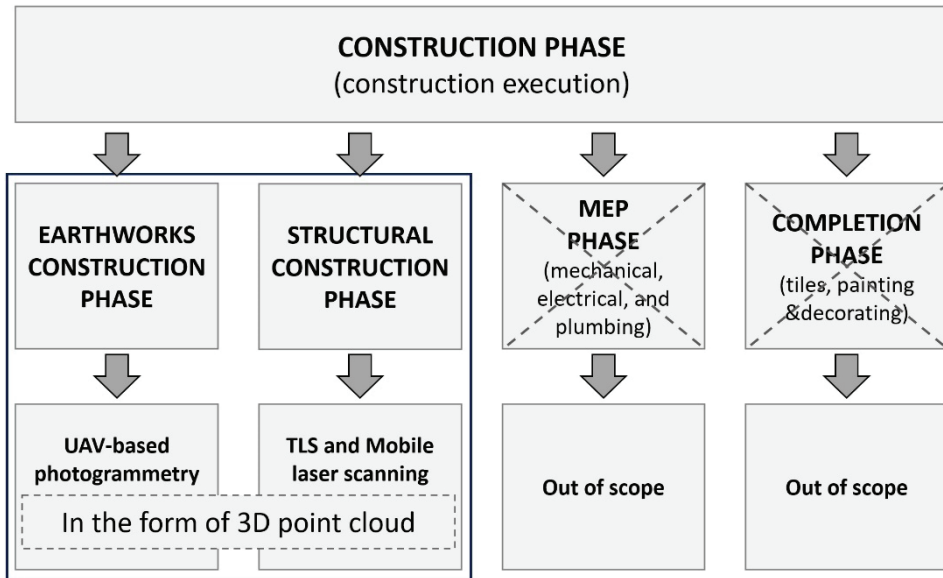 CONSTRUCTION PHASE
(construction execution)
EARTHWORKS
CONSTRUCTION
PHASE
STRUCTURAL
CONSTRUCTION
PHASE
MEP
PHASE
(mechanical,
electrical, and
plumbing)
COMPLETION
PHASE
(tiles, painting
&decorating)
UAV-based
photogrammetry
TLS and Mobile
laser scanning
In the form of 3D point cloud
Out of scope
Out of scope